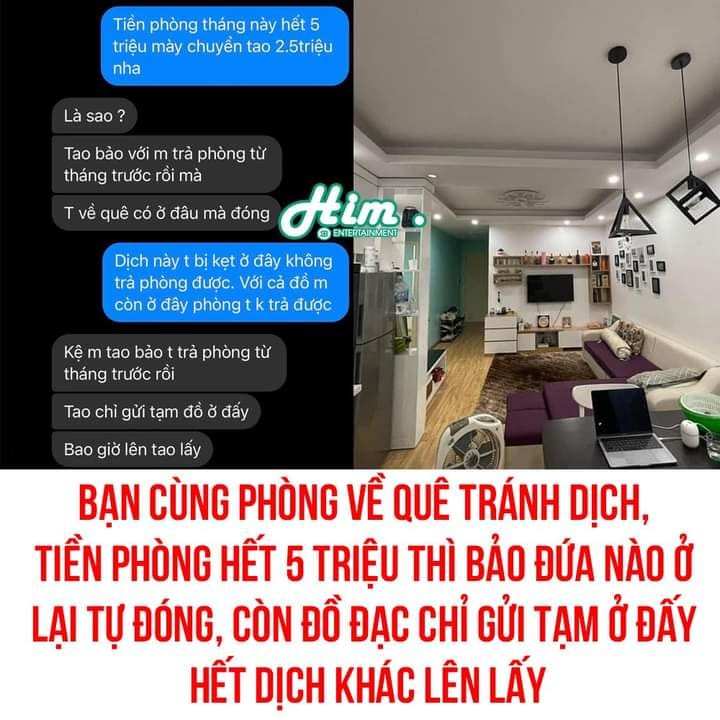 Tiền phòng tháng này hết 5
triệu mày chuyển tao 2.5triệu
nha
Là sao ?
Tao bảo với m trả phòng từ
tháng trước rồi mà
T về quê có ở đâu mà đóng
Him.
ENTERTAINMENT
Dịch này t bị kẹt ở đây không
trả phòng được. Với cả đồ m
còn ở đây phòng t k trả được
Kệ m tao bảo t trả phòng từ
tháng trước rồi
Tao chỉ gửi tạm đồ ở đấy
Bao giờ lên tao lấy
BẠN CÙNG PHÒNG VỀ QUÊ TRÁNH DỊCH,
TIỀN PHÒNG HẾT 5 TRIỆU THÌ BẢO ĐỨA NÀO Ở
LẠI TỰ ĐÓNG, CÒN ĐỒ ĐẠC CHỈ GỬI TẠM Ở ĐẤY
HẾT DỊCH KHÁC LÊN LẤY